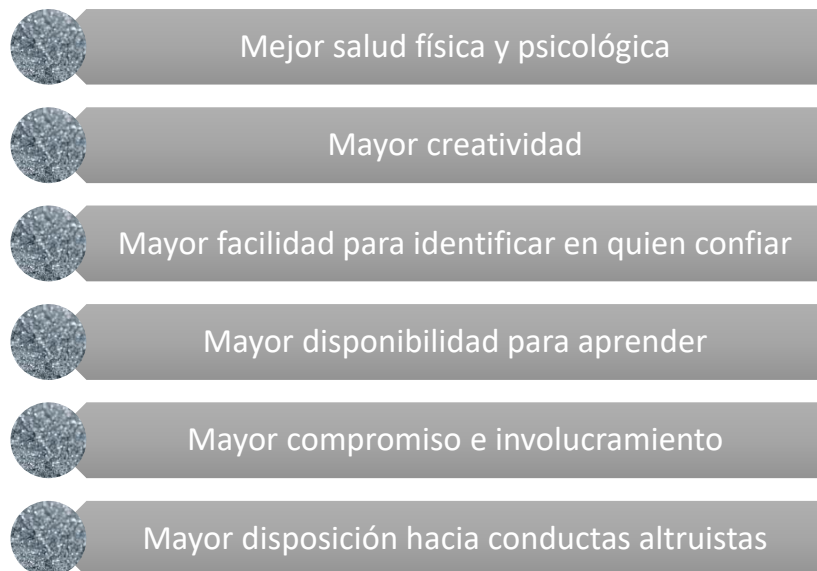 Mejor salud física y psicológica
Mayor creatividad
Mayor facilidad para identificar en quien confiar
Mayor disponibilidad para aprender
Mayor compromiso e involucramiento
Mayor disposición hacia conductas altruistas